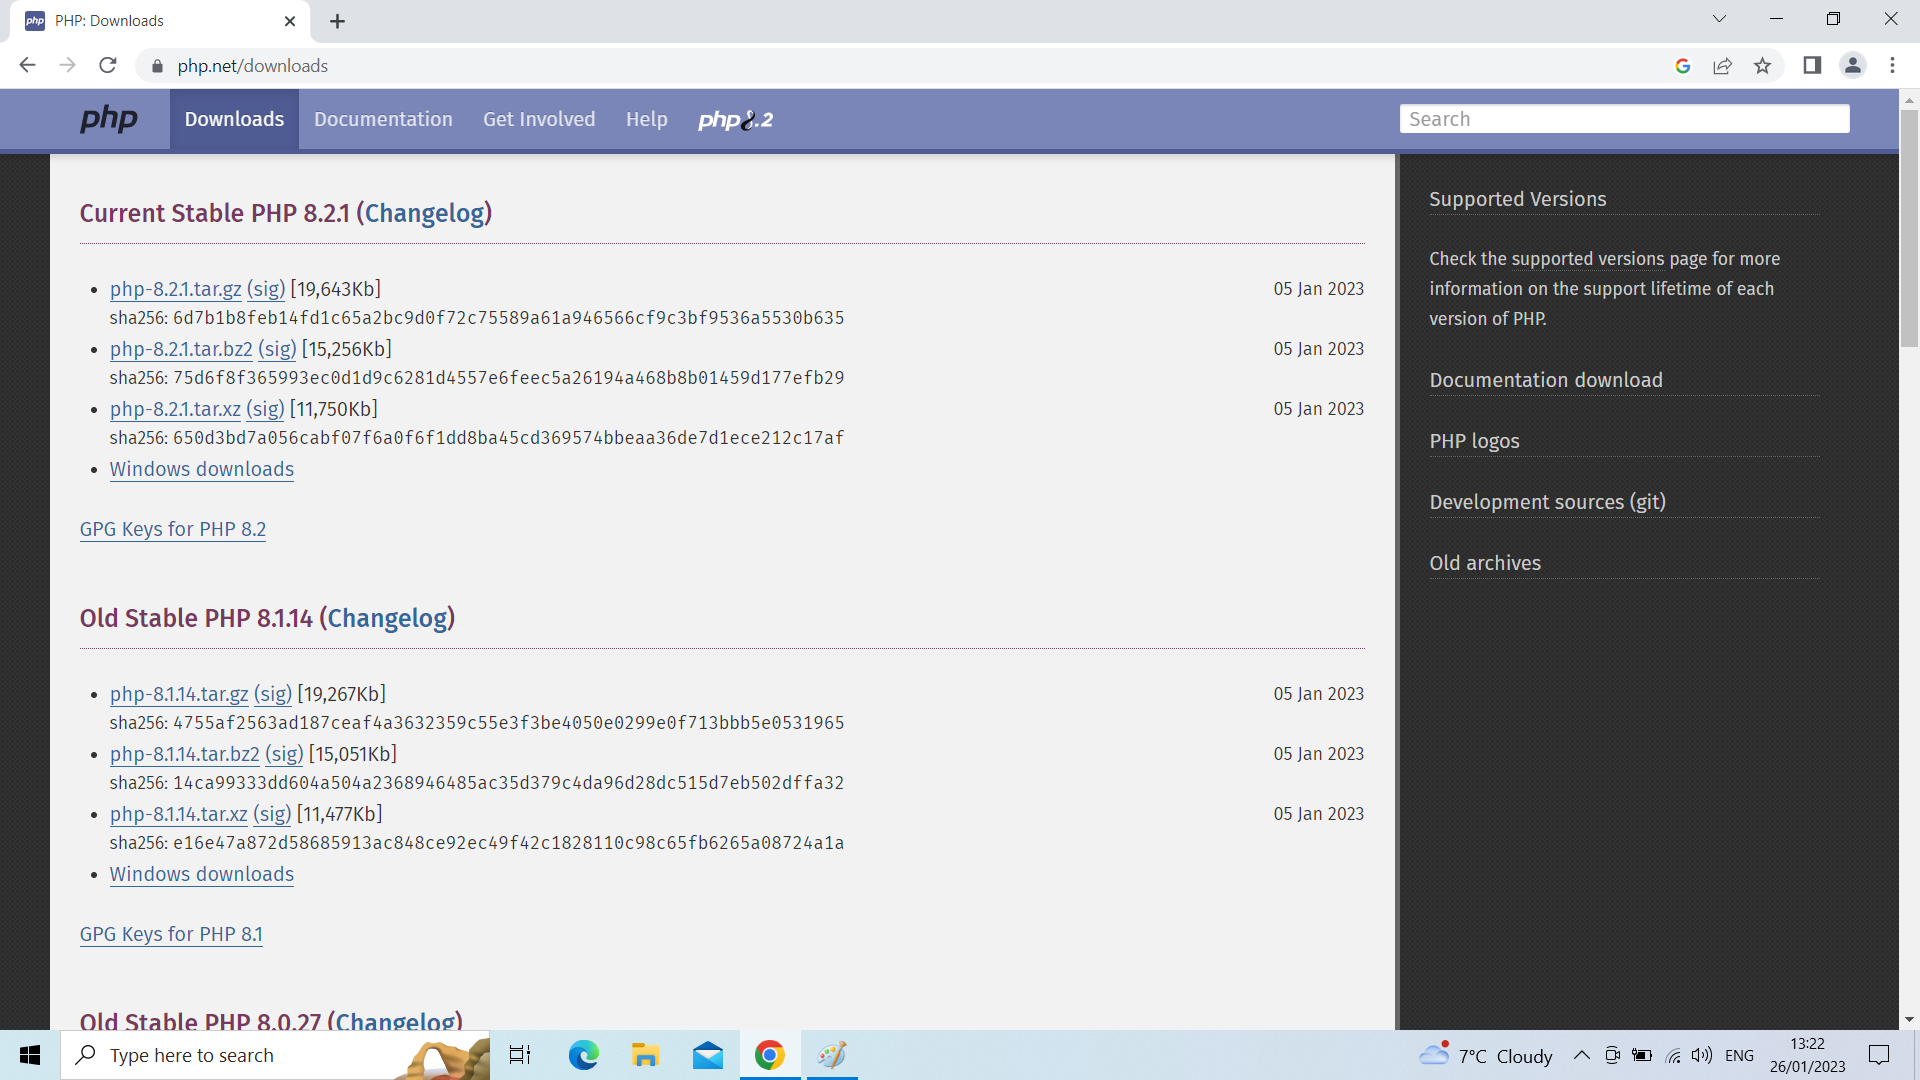 php
PHP: Downloads
php.net/downloads
php
Downloads
Documentation
Get Involved
Help
php8.2
Search
Current Stable PHP 8.2.1 (Changelog)
php-8.2.1.tar.gz (sig) [19,643Kb] 05 Jan 2023
sha256: 6d7b1b8feb14fd1c65a2bc9d0f72c75589a61a946566cf9c3bf9536a5530b635
php-8.2.1.tar.bz2 (sig) [15,256Kb] 05 Jan 2023
sha256: 75d6f8f365993ec0d1d9c6281d4557e6feec5a26194a468b8b01459d177efb29
php-8.2.1.tar.xz (sig) [11,750Kb] 05 Jan 2023
sha256: 650d3bd7a056cabf07f6a0f6f1dd8ba45cd369574bbeaa36de7d1ece212c17af
Windows downloads
GPG Keys for PHP 8.2
Old Stable PHP 8.1.14 (Changelog)
php-8.1.14.tar.gz (sig) [19,267Kb] 05 Jan 2023
sha256: 4755af2563ad187ceaf4a3632359c55e3f3be4050e0299e0f713bbb5e0531965
php-8.1.14.tar.bz2 (sig) [15,051Kb] 05 Jan 2023
sha256: 14ca99333dd604a504a2368946485ac35d379c4da96d28dc515d7eb502dffa32
php-8.1.14.tar.xz (sig) [11,477Kb] 05 Jan 2023
sha256: e16e47a872d58685913ac848ce92ec49f42c1828110c98c65fb6265a08724a1a
Windows downloads
GPG Keys for PHP 8.1
Old Stable PHP 8.0.27 (Changelog)
Supported Versions
Check the supported versions page for more
information on the support lifetime of each
version of PHP.
Documentation download
PHP logos
Development sources (git)
Old archives
Type here to search
7°C Cloudy
ENG
13:22
26/01/2023